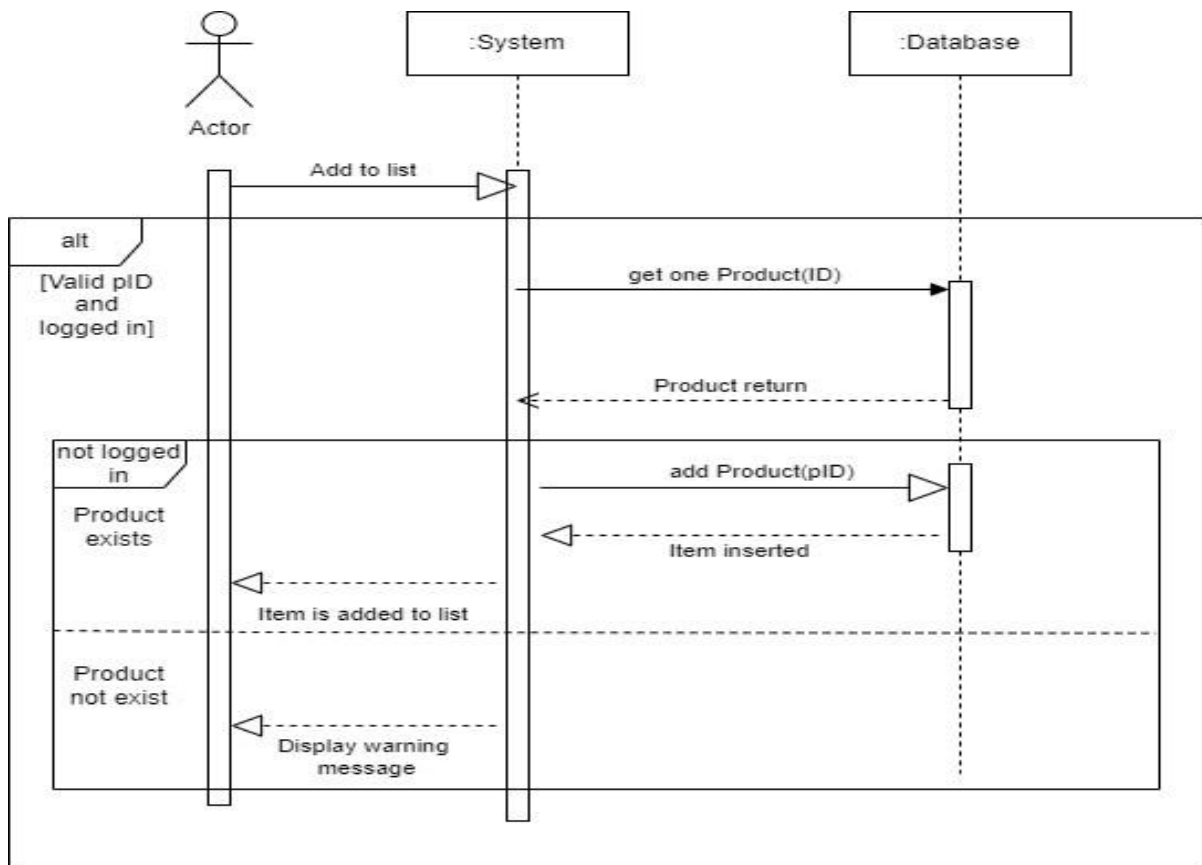 :System
:Database
Actor
Add to list
alt
[Valid pID
and
logged in]
get one Product(ID)
Product return
not logged
in
add Product(pID)
Product
exists
Item inserted
Item is added to list
Product
not exist
Display warning
message